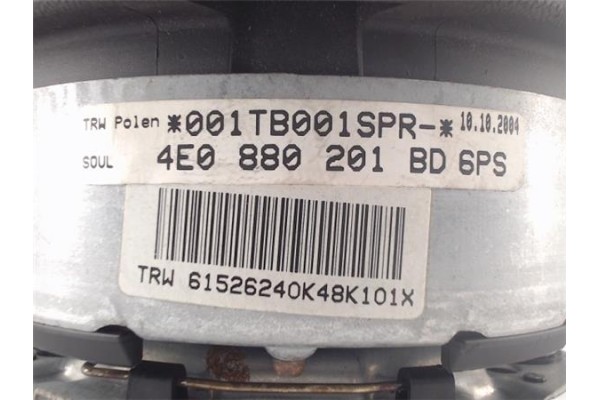 TRW Polen *001TB001SPR-* 10.10.2004
SOUL 4E0 880 201 BD 6PS
TRW 61526240K48K101X